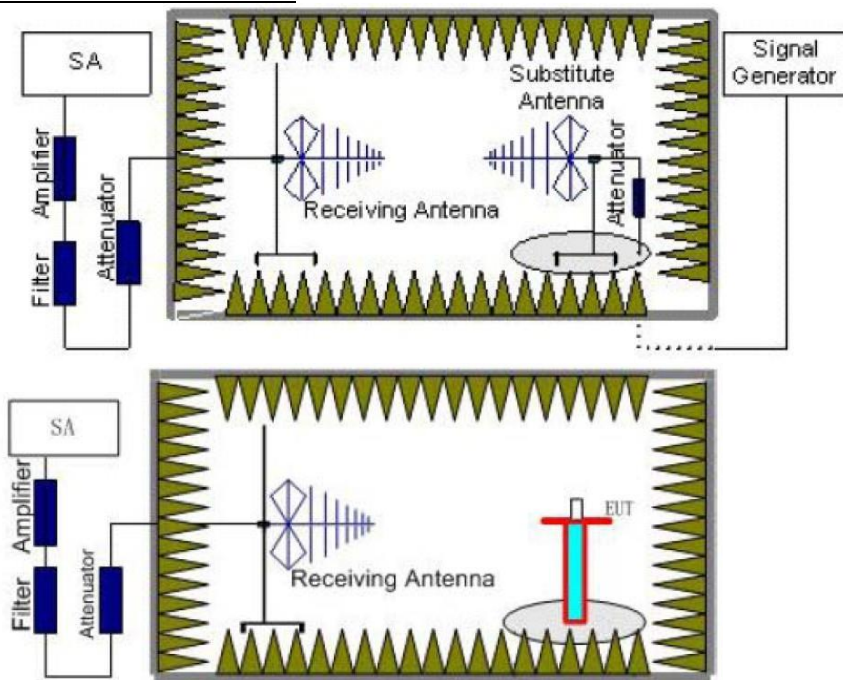 SA
Amplifier
Filter
Attenuator
Receiving Antenna
Substitute
Antenna
Attenuator
Signal
Generator
SA
Amplifier
Filter
Attenuator
Receiving Antenna
EUT